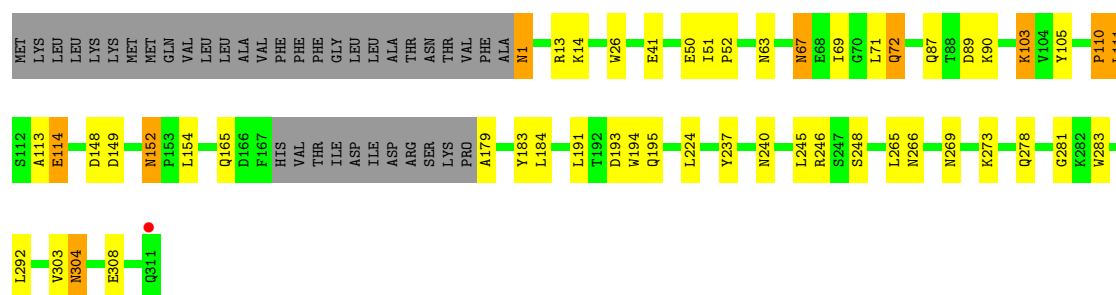 MET LYS LEU LEU LYS LYS MET MET GLN VAL LEU LEU ALA VAL PHE PHE PHE GLY LEU LEU ALA THR ASN THR VAL PHE ALA N1 R13 K14 W26 E41 E50 I51 P52 N63 N67 E68 I69 G70 L71 Q72 Q87 T88 D89 K90 K103 V104 Y105 P110
S112 A113 E114 D148 D149 N152 P153 L154 Q165 D166 F167 HIS VAL THR ILE ASP ILE ASP ARG SER LYS PRO A179 Y183 L184 L191 T192 D193 W194 Q195 L224 Y237 N240 L245 R246 S247 S248 L265 N266 N269 K273 Q278 G281 K282 W283
L292 V303 N304 E308 Q311